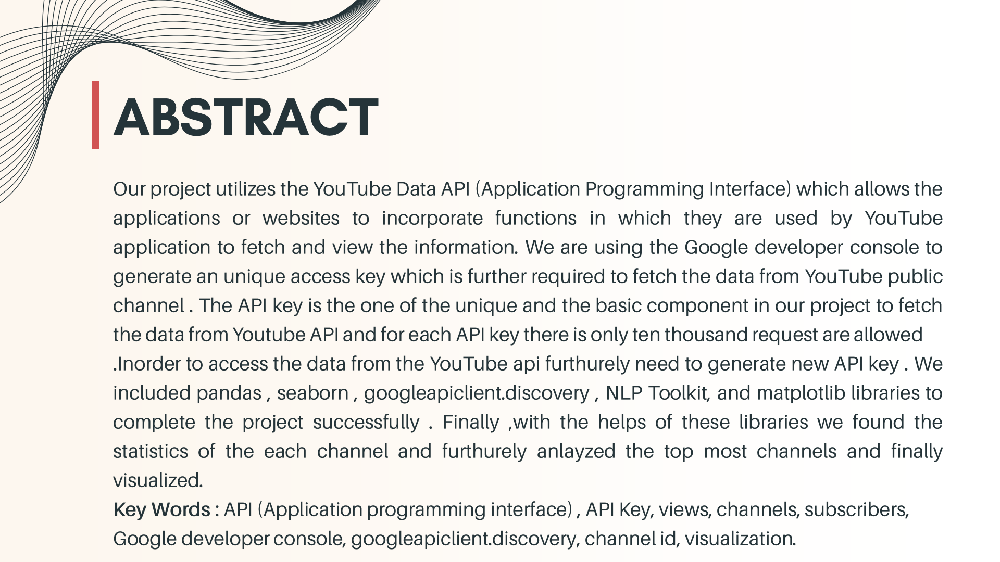 ABSTRACT
Our project utilizes the YouTube Data API (Application Programming Interface) which allows the
applications or websites to incorporate functions in which they are used by YouTube
application to fetch and view the information. We are using the Google developer console to
generate an unique access key which is further required to fetch the data from YouTube public
channel . The API key is the one of the unique and the basic component in our project to fetch
the data from Youtube API and for each API key there is only ten thousand request are allowed
.Inorder to access the data from the YouTube api furthurely need to generate new API key . We
included pandas , seaborn , googleapiclient.discovery , NLP Toolkit, and matplotlib libraries to
complete the project successfully . Finally ,with the helps of these libraries we found the
statistics of the each channel and furthurely anlayzed the top most channels and finally
visualized.
Key Words : API (Application programming interface) , API Key, views, channels, subscribers,
Google developer console, googleapiclient.discovery, channel id, visualization.